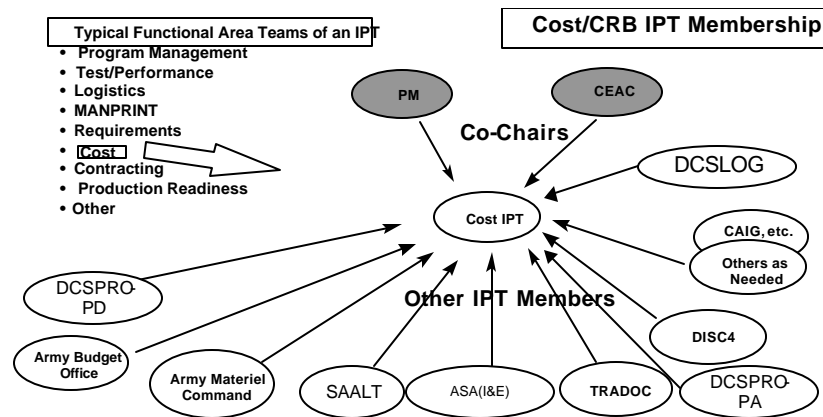 Typical Functional Area Teams of an IPT
• Program Management
• Test/Performance
• Logistics
• MANPRINT
• Requirements
• Cost
• Contracting
• Production Readiness
• Other
Cost/CRB IPT Membership
PM
CEAC
Co-Chairs
DCSLOG
Cost IPT
CAIG, etc.
Others as
Needed
DCSPRO-
PD
Other IPT Members
DISC4
Army Budget
Office
Army Materiel
Command
SAALT
ASA(I&E)
TRADOC
DCSPRO-
PA